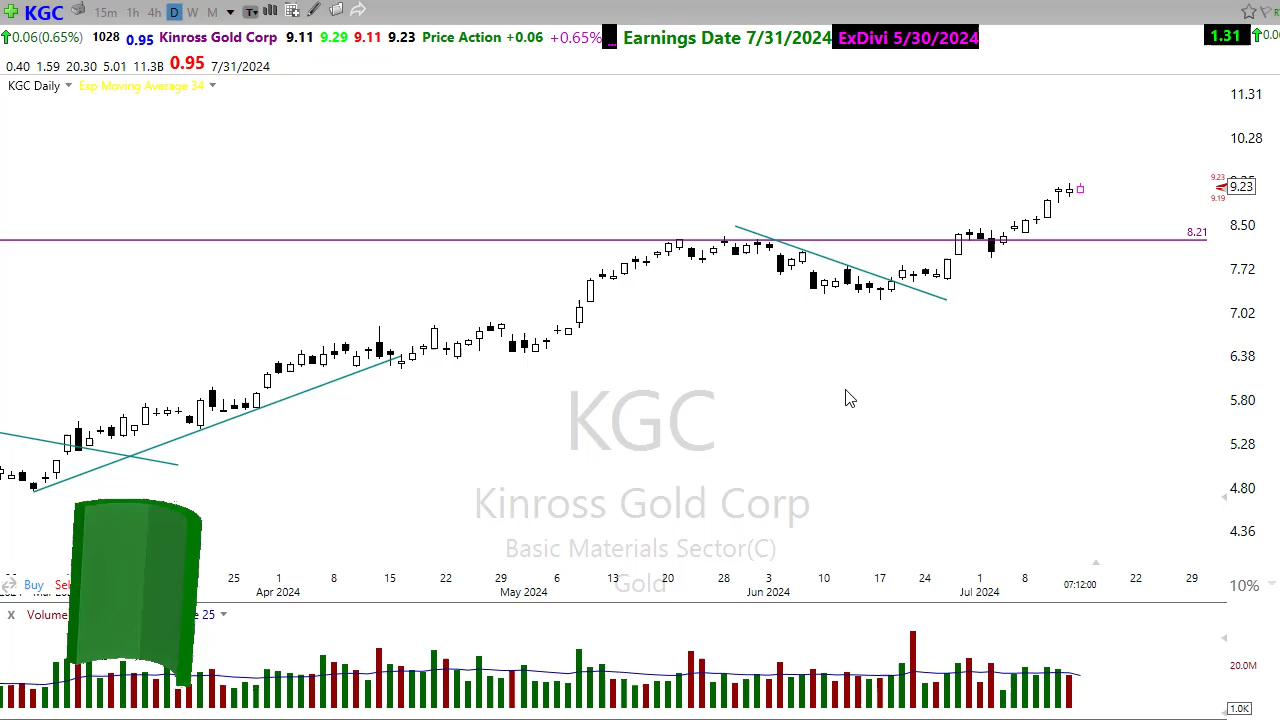 KGC 15m 1h 4h D W M
0.06(0.65%) 1028 0.95 Kinross Gold Corp 9.11 9.29 9.11 9.23 Price Action +0.06 +0.65% Earnings Date 7/31/2024 ExDivi 5/30/2024 1.31
0.40 1.59 20.30 5.01 11.3B 0.95 7/31/2024
KGC Daily Exp Moving Average 34
11.31
10.28
9.23
9.23
9.19
8.50
8.21
7.72
7.02
6.38
5.80
5.28
4.80
4.36
KGC
Kinross Gold Corp
Basic Materials Sector(C)
Gold
Buy
25 1 8 15 22 29 6 13 20 28 3 10 17 24 1 8 07:12:00 22 29
10%
Apr 2024 May 2024 Jun 2024 Jul 2024
X Volume 25
20.0M
1.0K